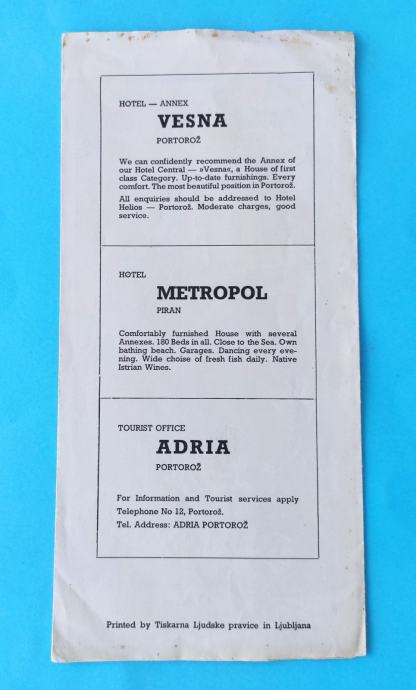 HOTEL — ANNEX
VESNA
PORTOROŽ
We can confidently recommend the Annex of
our Hotel Central — »Vesna«, a House of first
class Category. Up-to-date furnishings. Every
comfort. The most beautiful position in Portorož.
All enquiries should be addressed to Hotel
Helios — Portorož. Moderate charges, good
service.
HOTEL
METROPOL
PIRAN
Comfortably furnished House with several
Annexes. 180 Beds in all. Close to the Sea. Own
bathing beach. Garages. Dancing every eve-
ning. Wide choise of fresh fish daily. Native
Istrian Wines.
TOURIST OFFICE
ADRIA
PORTOROŽ
For Information and Tourist services apply
Telephone No 12, Portorož.
Tel. Address: ADRIA PORTOROŽ
Printed by Tiskarna Ljudske pravice in Ljubljana